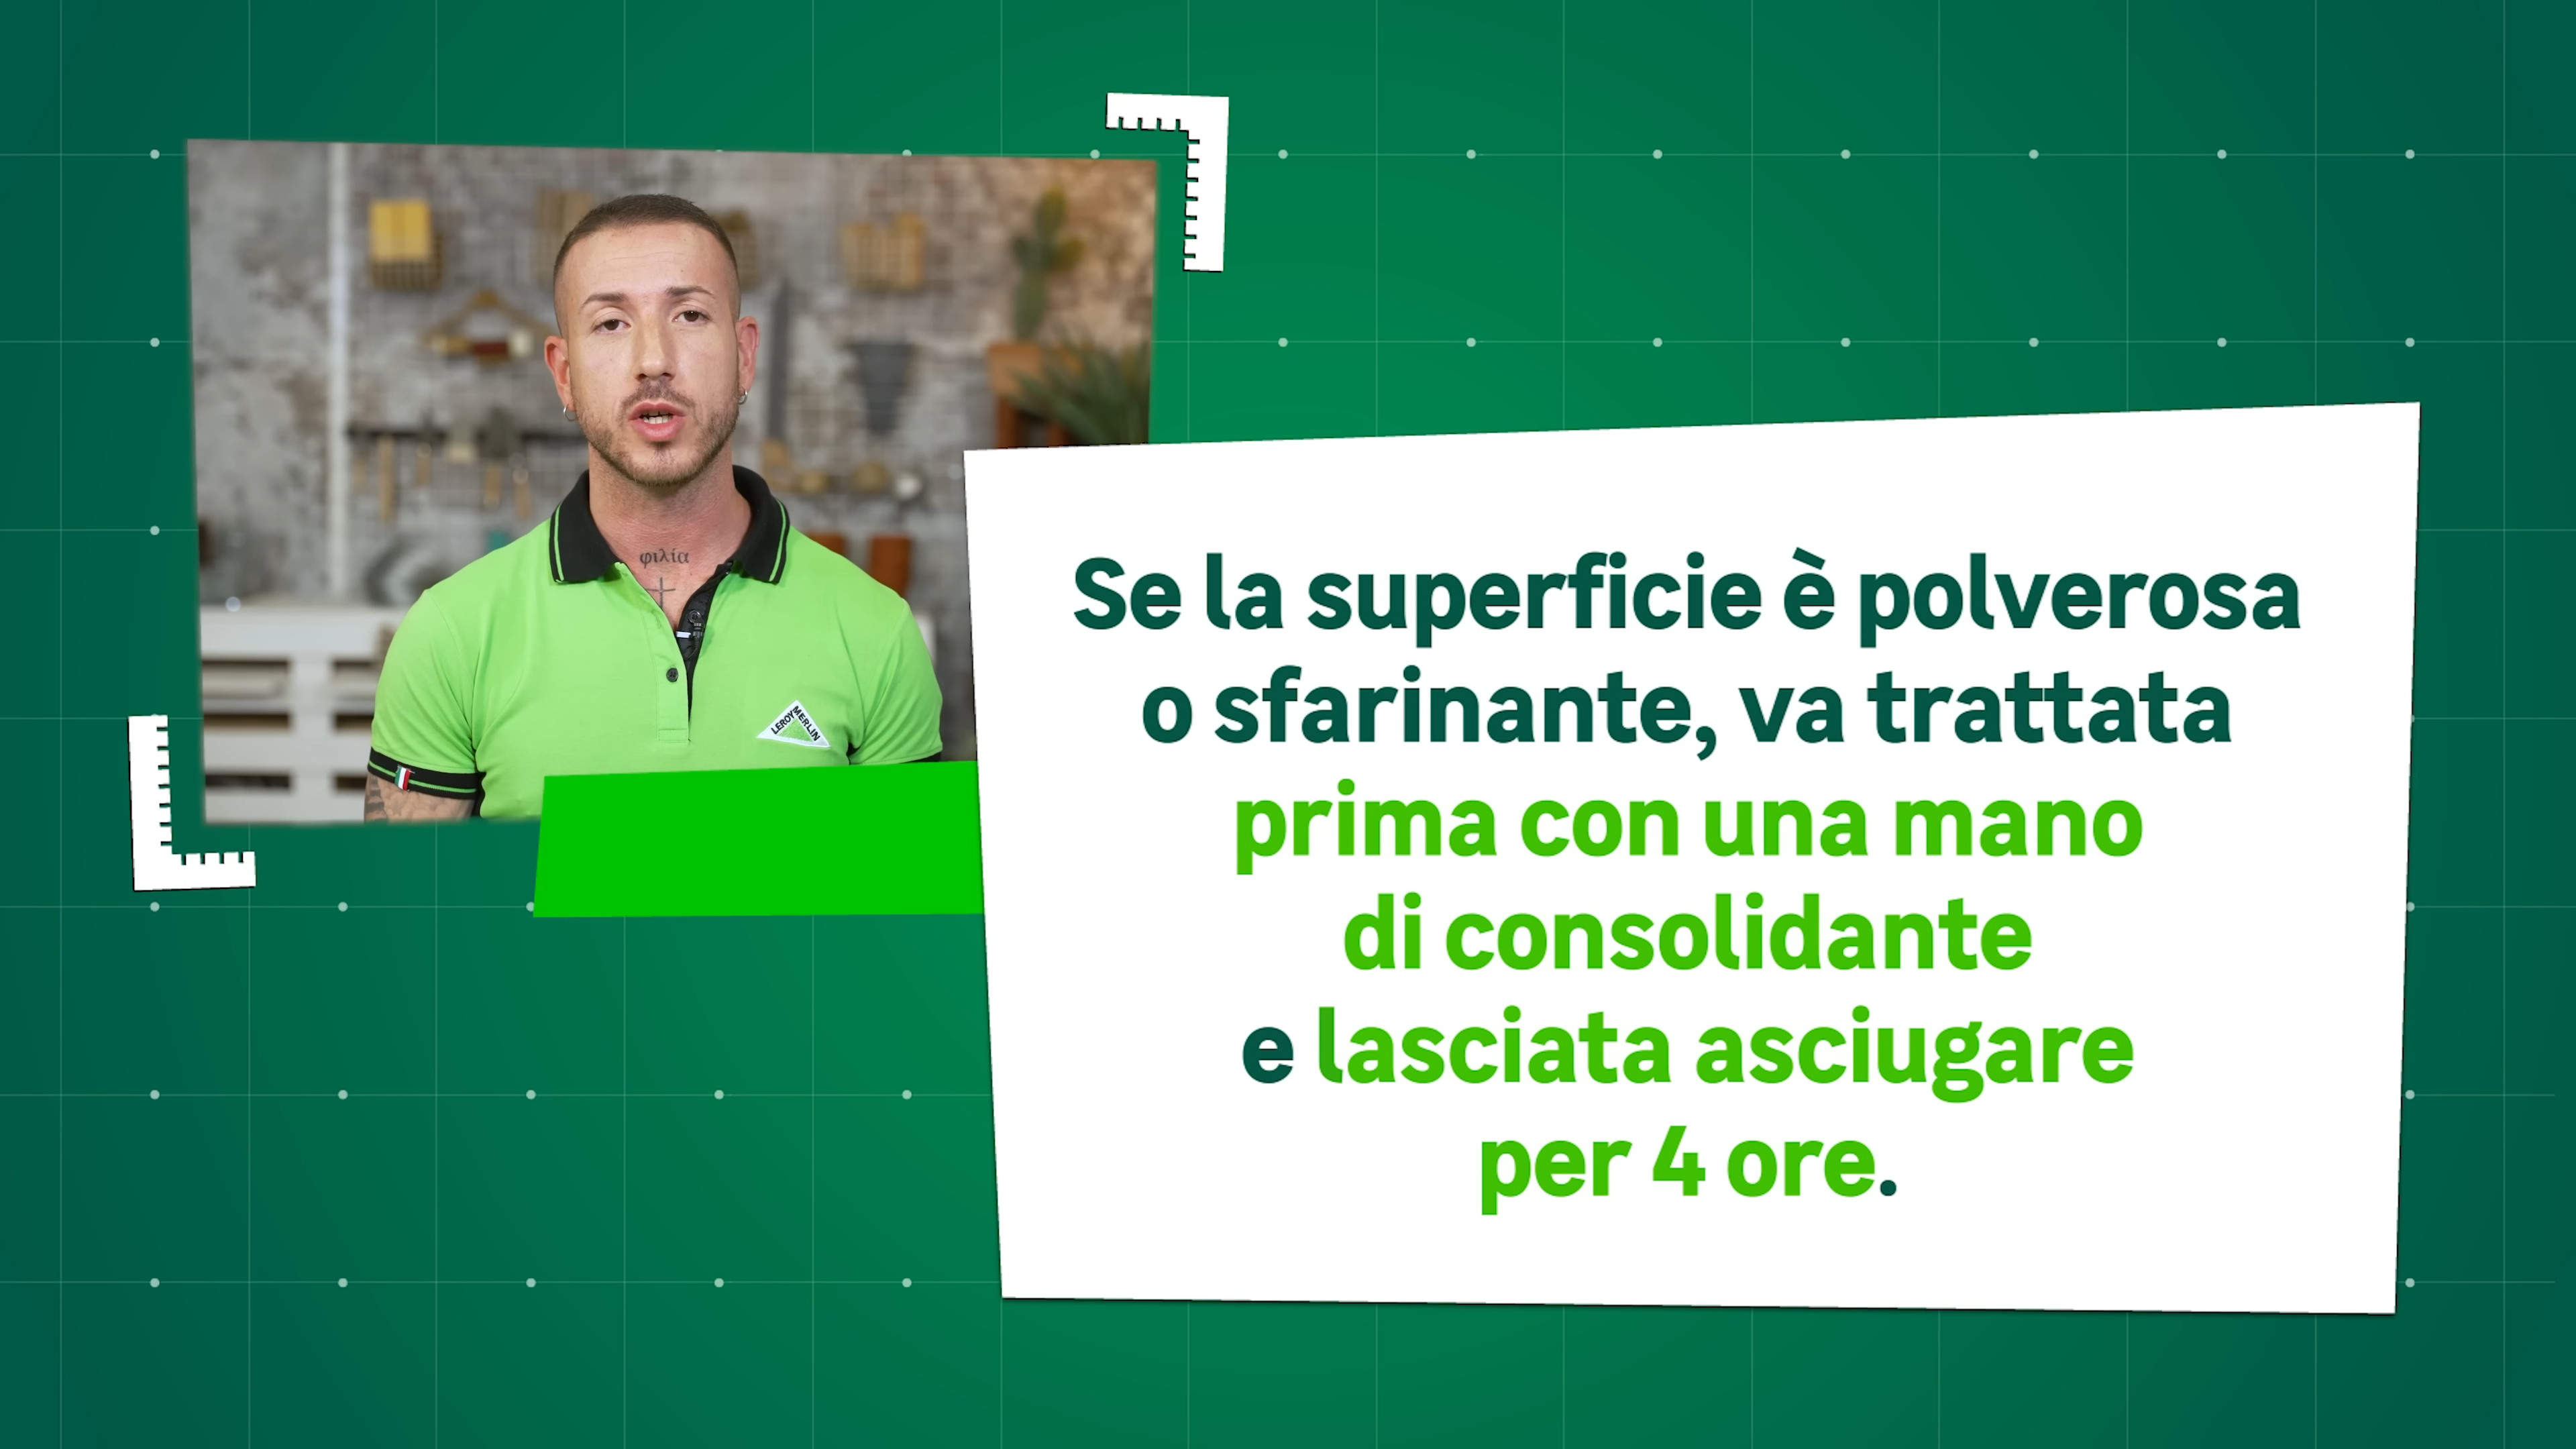 φιλία
LEROY MERLIN
Se la superficie è polverosa
o sfarinante, va trattata
prima con una mano
di consolidante
e lasciata asciugare
per 4 ore.